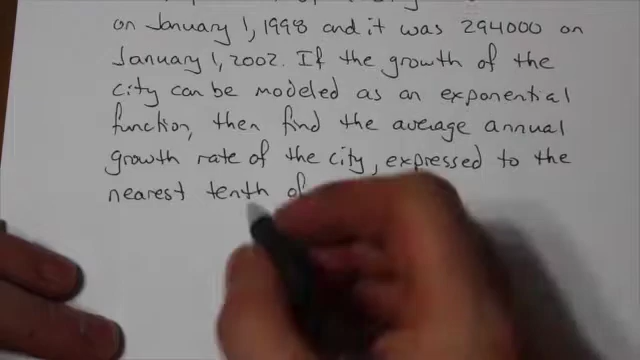 on January 1, 1998 and it was 294000 on
January 1, 2002. If the growth of the
city can be modeled as an exponential
function, then find the average annual
growth rate of the city, expressed to the
nearest tenth of